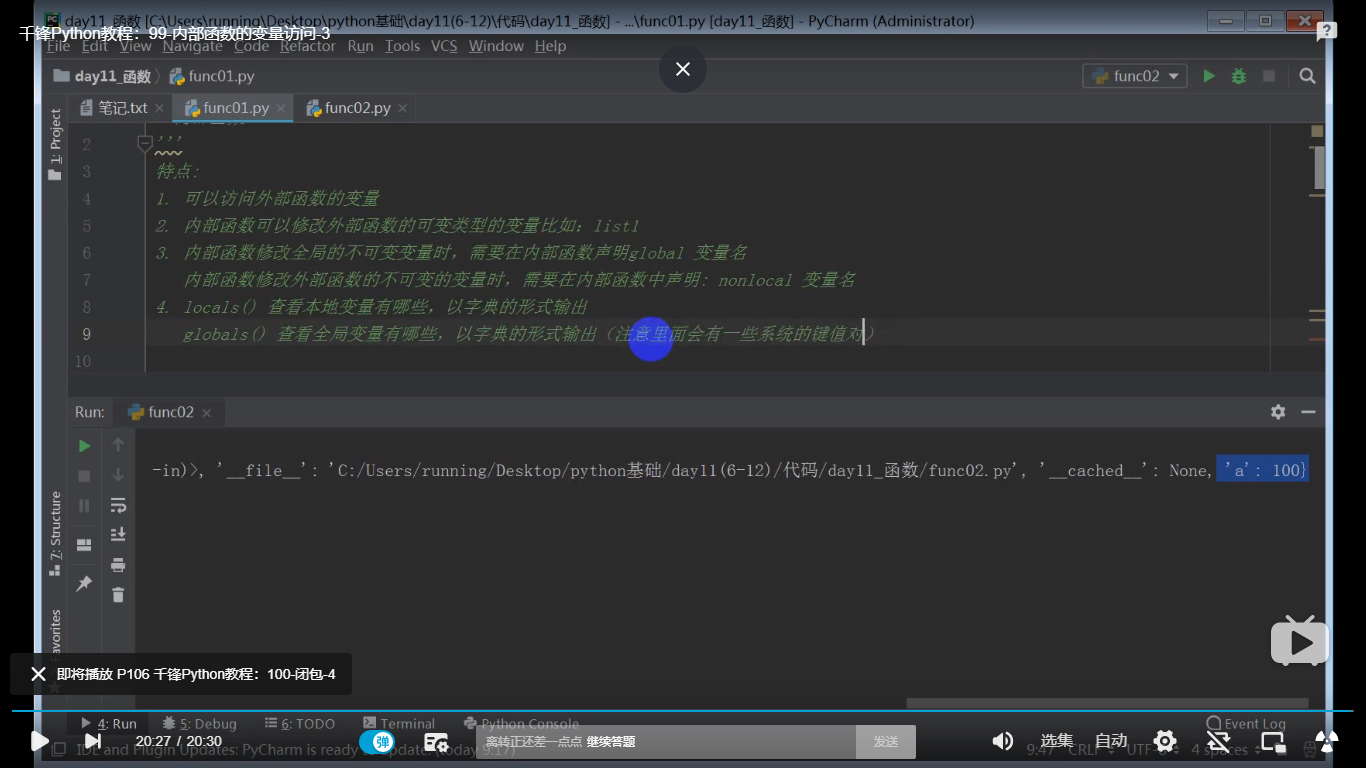 day11_函数 [C:\Users\running\Desktop\python基础\day11(6-12)\代码\day11_函数] - ...\func01.py [day11_函数] - PyCharm (Administrator)
千锋Python教程：99-内部函数的变量访问-3
File Edit View Navigate Code Refactor Run Tools VCS Window Help
day11_函数 func01.py
func02
笔记.txt func01.py func02.py
1: Project
2 '''
3 特点:
4 1. 可以访问外部函数的变量
5 2. 内部函数可以修改外部函数的可变类型的变量比如：list1
6 3. 内部函数修改全局的不可变变量时，需要在内部函数声明global 变量名
7 内部函数修改外部函数的不可变的变量时，需要在内部函数中声明: nonlocal 变量名
8 4. locals() 查看本地变量有哪些，以字典的形式输出
9 globals() 查看全局变量有哪些，以字典的形式输出（注意里面会有一些系统的键值对）
10
Run: func02
-in)>, '__file__': 'C:/Users/running/Desktop/python基础/day11(6-12)/代码/day11_函数/func02.py', '__cached__': None, 'a': 100}
7: Structure
avorites
即将播放 P106 千锋Python教程：100-闭包-4
4: Run 5: Debug 6: TODO Terminal Python Console Event Log
20:27 / 20:30
弹
离转正还差一点点 继续答题
发送
选集 自动
IDE and Plugin Updates: PyCharm is ready to update. (today 9:17)
9:47 CRLF UTF-8 4 spaces